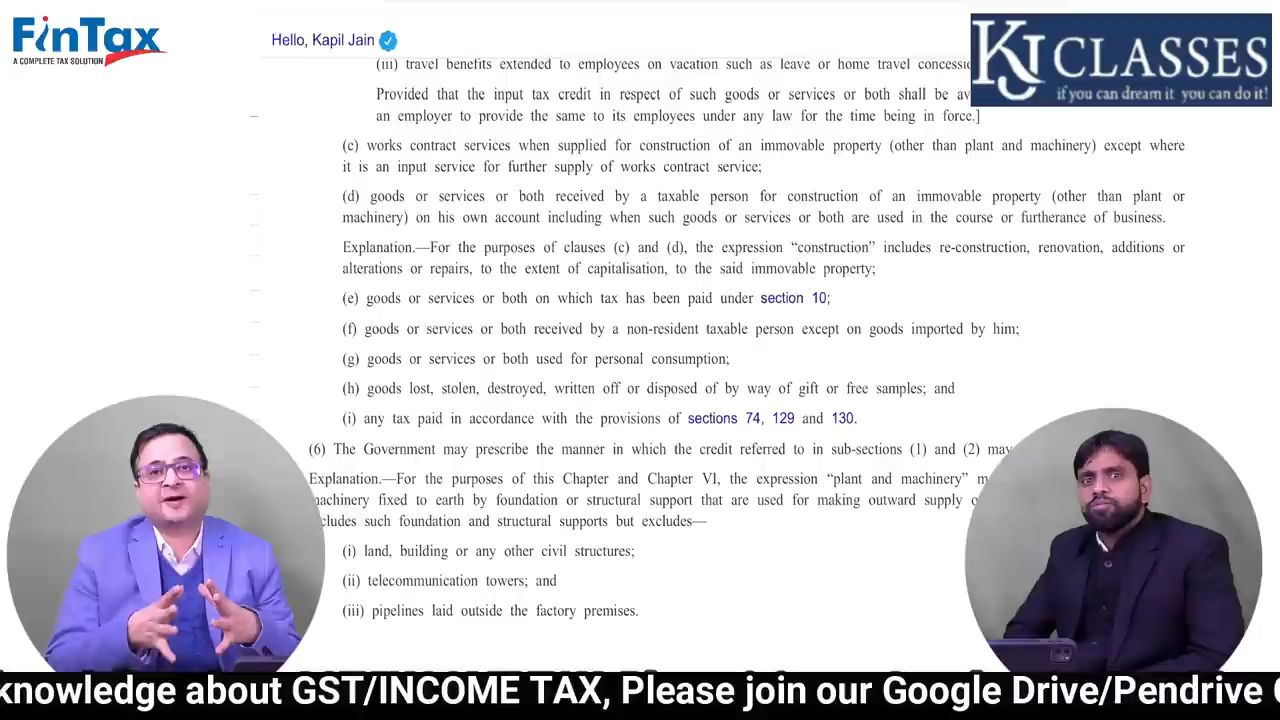 FinTax
A COMPLETE TAX SOLUTION
Hello, Kapil Jain
KJ CLASSES
if you can dream it you can do it!
(iii) travel benefits extended to employees on vacation such as leave or home travel
Provided that the input tax credit in respect of such goods or services or both shall be
an employer to provide the same to its employees under any law for the time being in force.]
(c) works contract services when supplied for construction of an immovable property (other than plant and machinery) except where
it is an input service for further supply of works contract service;
(d) goods or services or both received by a taxable person for construction of an immovable property (other than plant or
machinery) on his own account including when such goods or services or both are used in the course or furtherance of business.
Explanation.—For the purposes of clauses (c) and (d), the expression “construction” includes re-construction, renovation, additions or
alterations or repairs, to the extent of capitalisation, to the said immovable property;
(e) goods or services or both on which tax has been paid under section 10;
(f) goods or services or both received by a non-resident taxable person except on goods imported by him;
(g) goods or services or both used for personal consumption;
(h) goods lost, stolen, destroyed, written off or disposed of by way of gift or free samples; and
(i) any tax paid in accordance with the provisions of sections 74, 129 and 130.
(6) The Government may prescribe the manner in which the credit referred to in sub-sections (1) and (2) may
Explanation.—For the purposes of this Chapter and Chapter VI, the expression “plant and machinery”
machinery fixed to earth by foundation or structural support that are used for making outward supply
such foundation and structural supports but excludes—
(i) land, building or any other civil structures;
(ii) telecommunication towers; and
(iii) pipelines laid outside the factory premises.
knowledge about GST/INCOME TAX, Please join our Google Drive/Pendrive